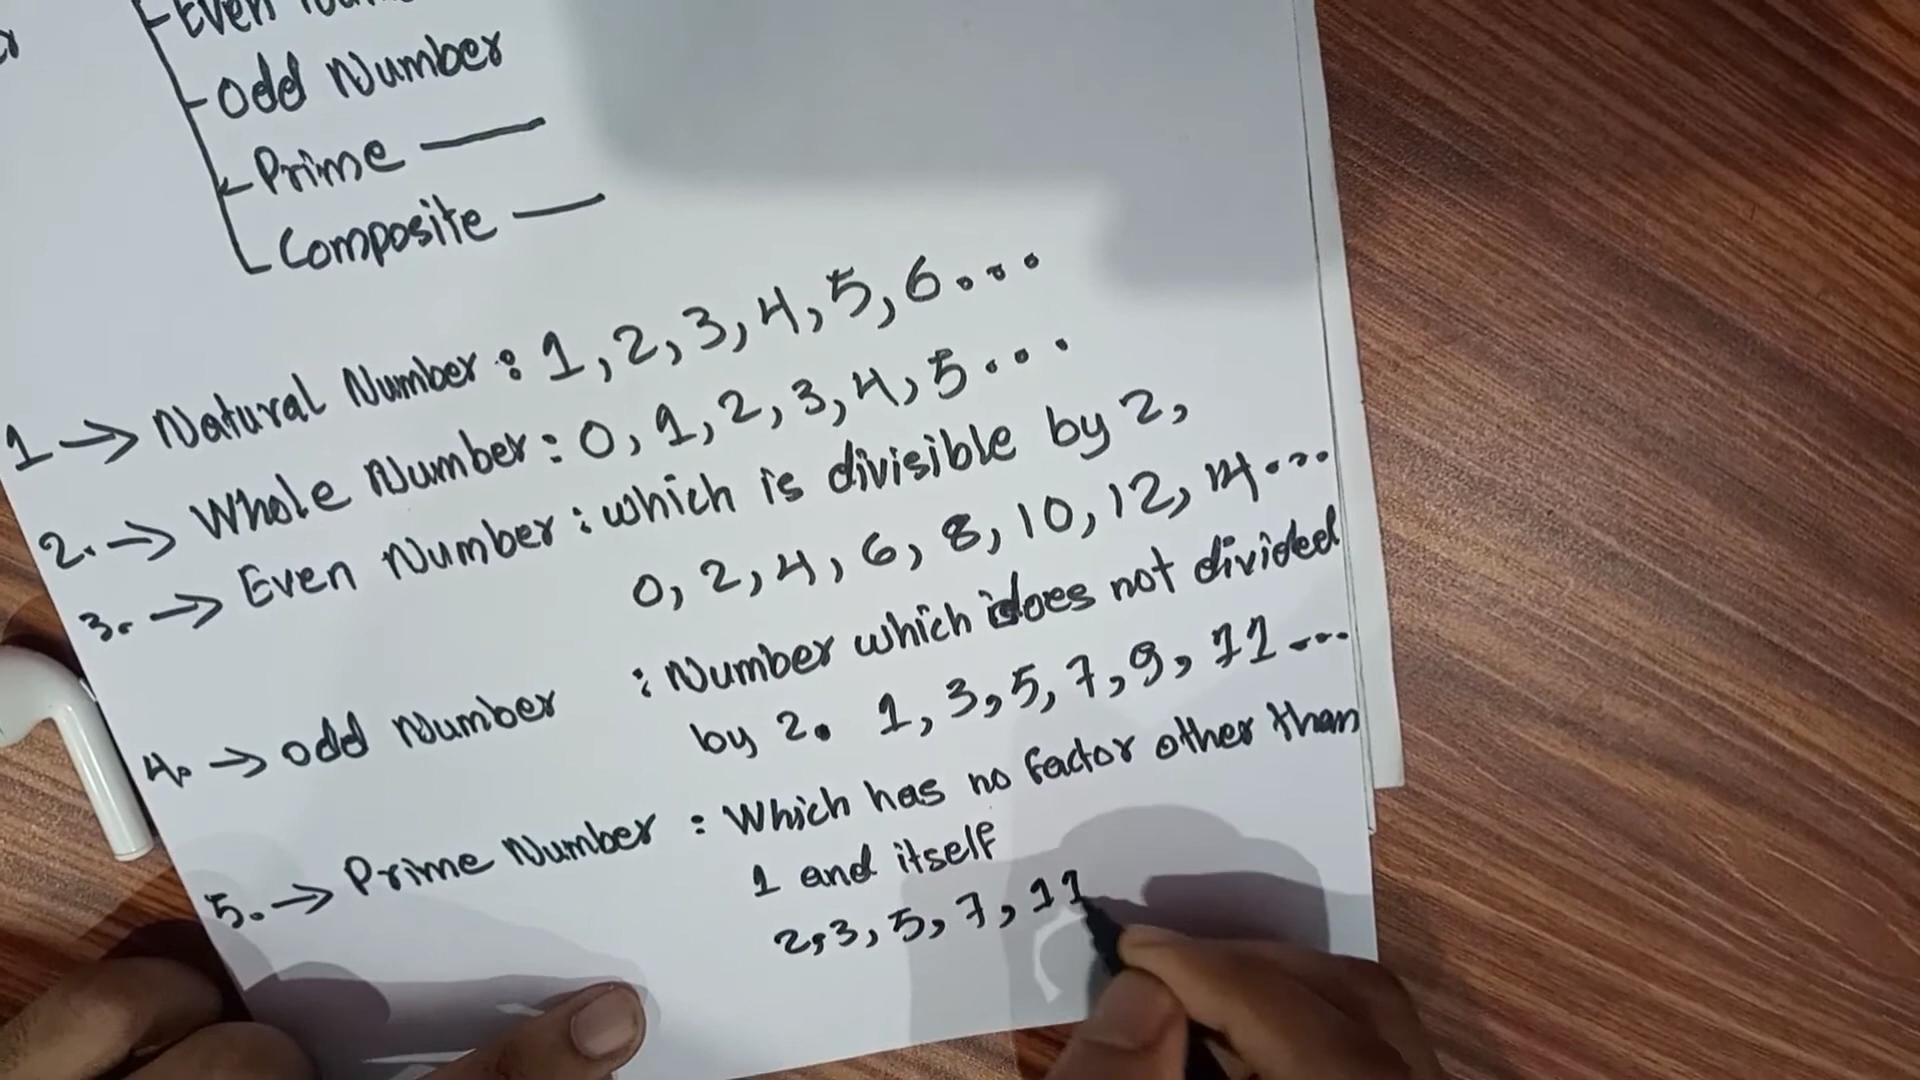 Even
Odd Number
Prime —
Composite —
1 → Natural Number : 1, 2, 3, 4, 5, 6...
2. → Whole Number : 0, 1, 2, 3, 4, 5...
3. → Even Number : which is divisible by 2,
0, 2, 4, 6, 8, 10, 12, 14...
4. → odd Number : Number which does not divided
by 2. 1, 3, 5, 7, 9, 11...
5. → Prime Number : Which has no factor other than
1 and itself
2, 3, 5, 7, 11